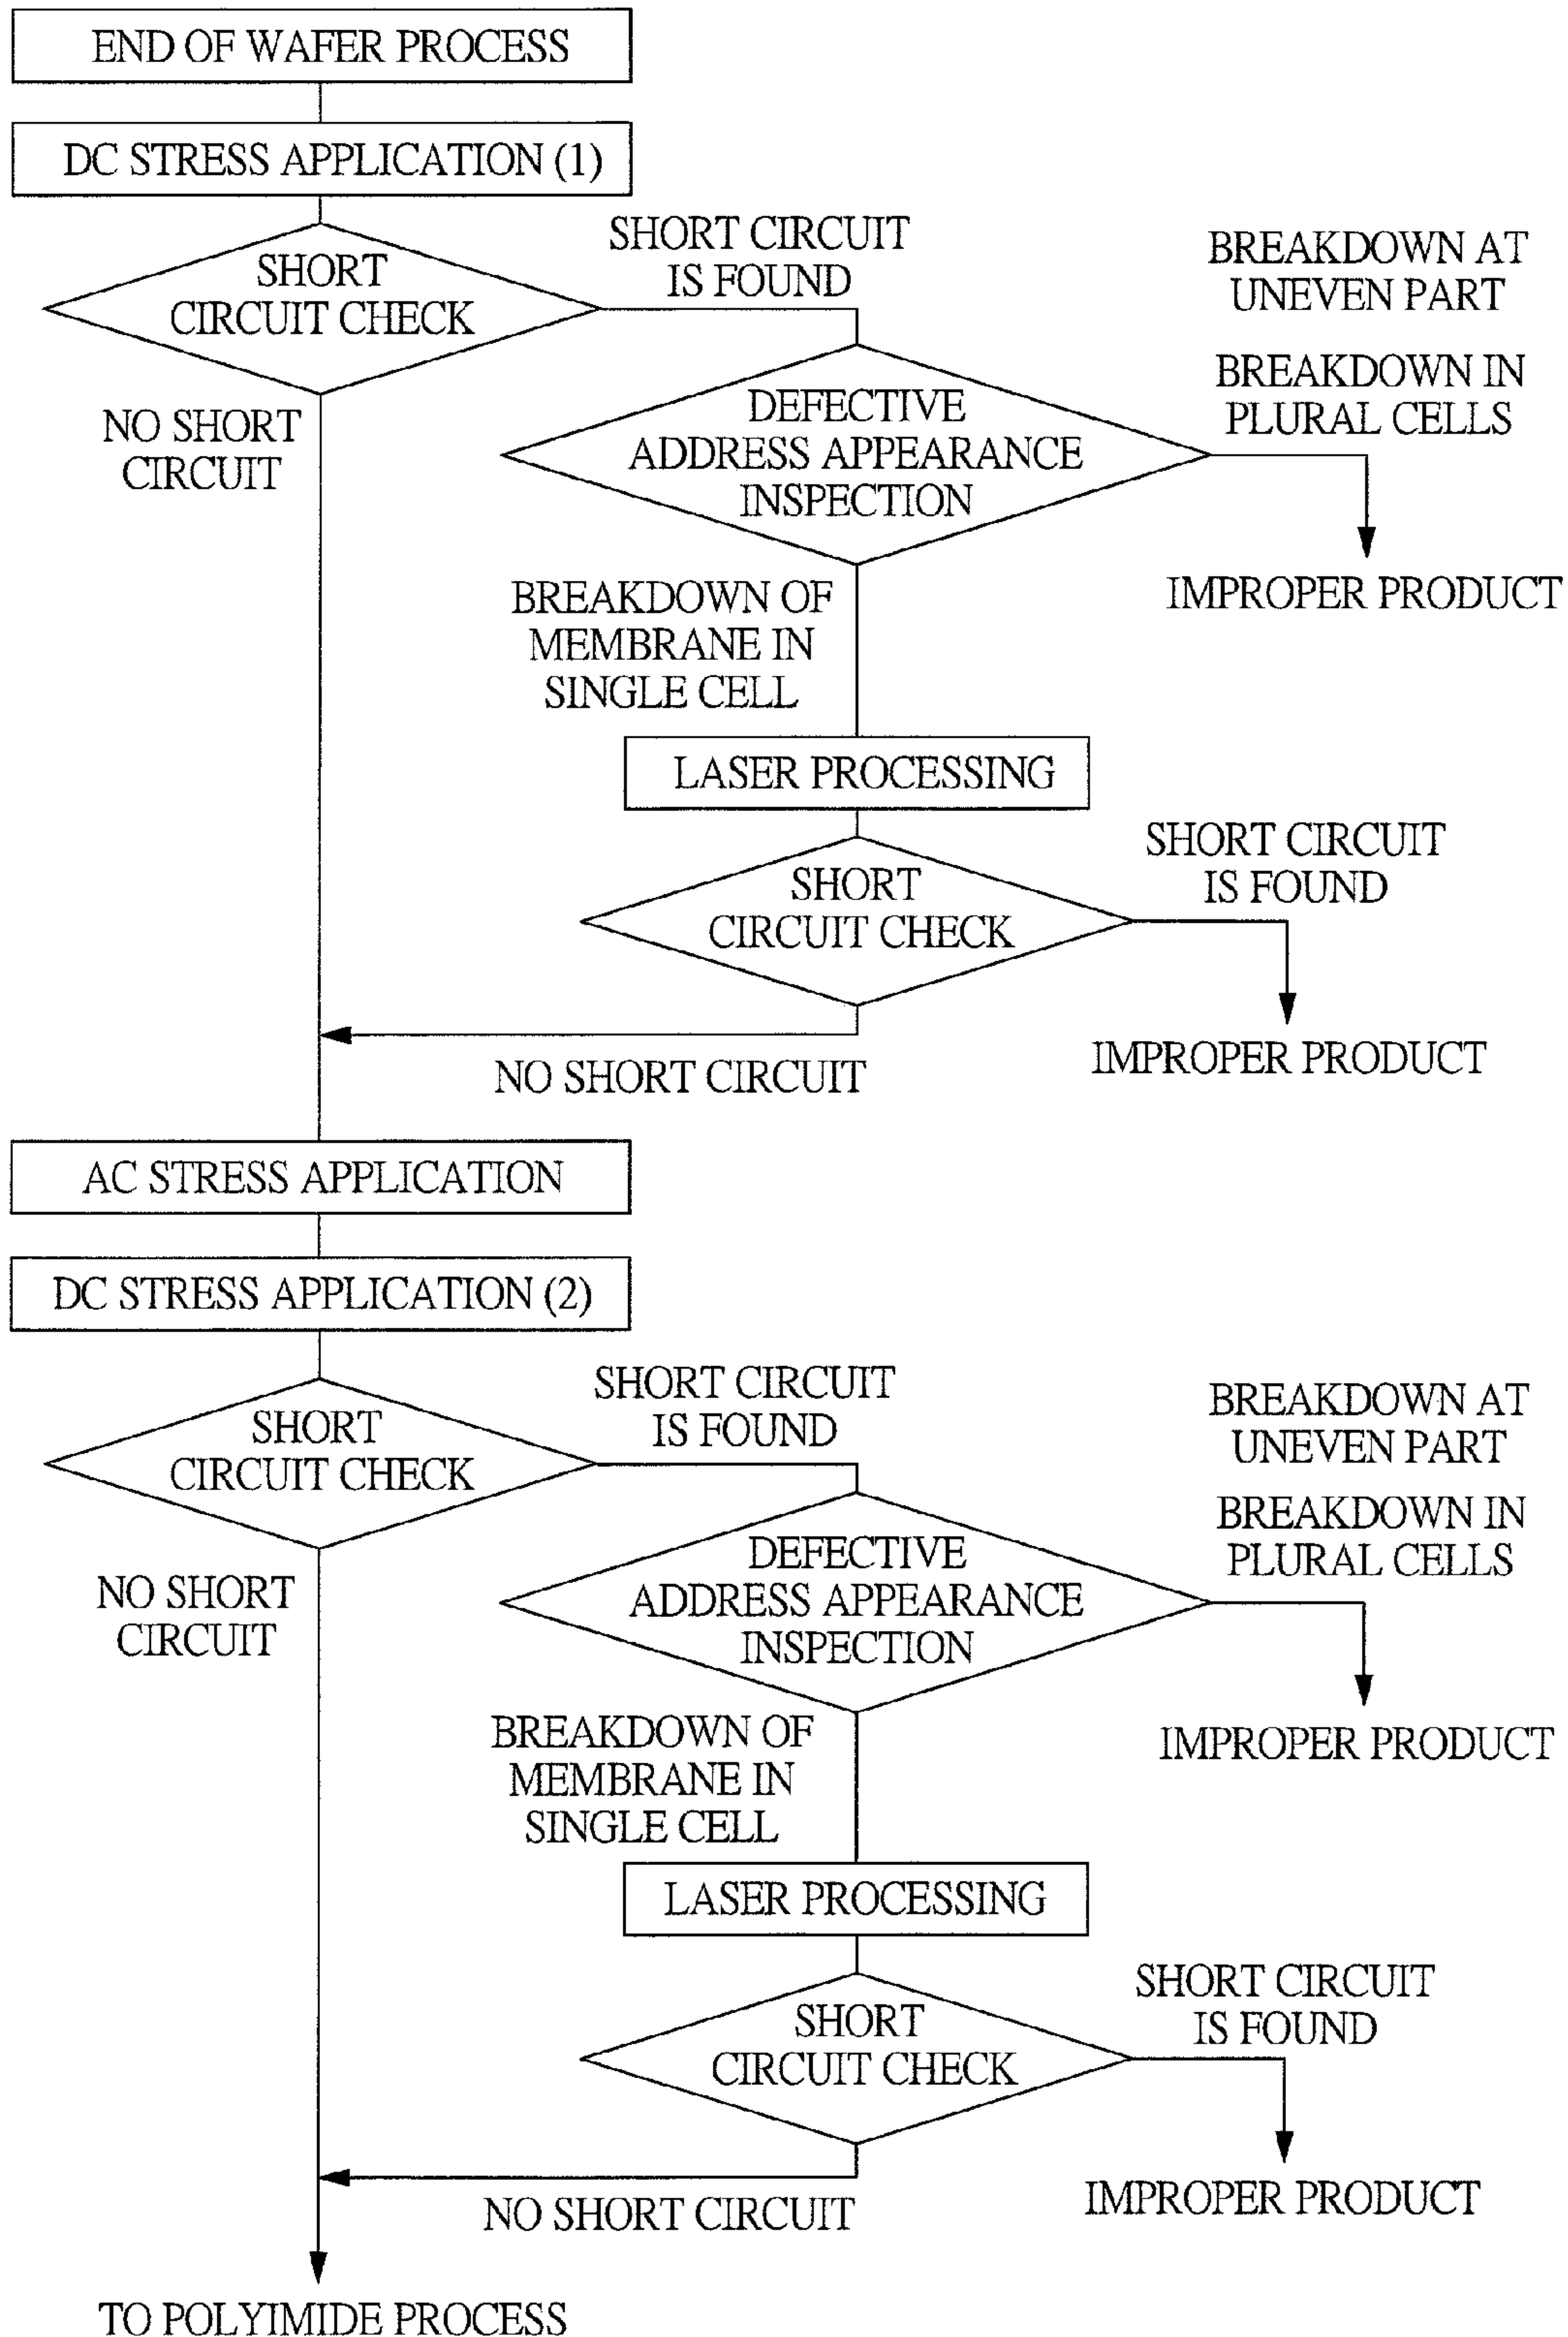 END OF WAFER PROCESS
DC STRESS APPLICATION (1)
SHORT
CIRCUIT CHECK
SHORT CIRCUIT
IS FOUND
BREAKDOWN AT
UNEVEN PART
BREAKDOWN IN
PLURAL CELLS
NO SHORT
CIRCUIT
DEFECTIVE
ADDRESS APPEARANCE
INSPECTION
IMPROPER PRODUCT
BREAKDOWN OF
MEMBRANE IN
SINGLE CELL
LASER PROCESSING
SHORT
CIRCUIT CHECK
SHORT CIRCUIT
IS FOUND
IMPROPER PRODUCT
NO SHORT CIRCUIT
AC STRESS APPLICATION
DC STRESS APPLICATION (2)
SHORT
CIRCUIT CHECK
SHORT CIRCUIT
IS FOUND
BREAKDOWN AT
UNEVEN PART
BREAKDOWN IN
PLURAL CELLS
NO SHORT
CIRCUIT
DEFECTIVE
ADDRESS APPEARANCE
INSPECTION
IMPROPER PRODUCT
BREAKDOWN OF
MEMBRANE IN
SINGLE CELL
LASER PROCESSING
SHORT
CIRCUIT CHECK
SHORT CIRCUIT
IS FOUND
IMPROPER PRODUCT
NO SHORT CIRCUIT
TO POLYIMIDE PROCESS